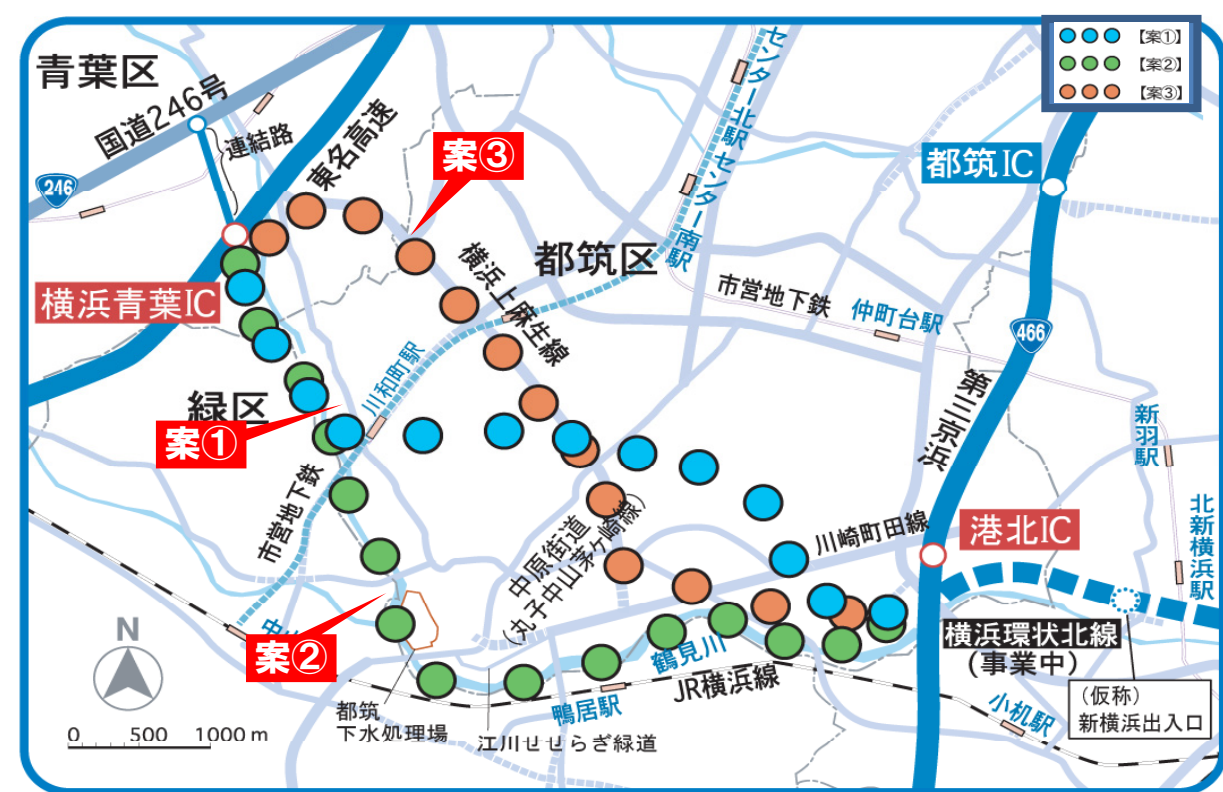 【案①】
【案②】
【案③】
青葉区
国道246号
連結路
東名高速
246
案③
センター北駅
センター南駅
都筑IC
都筑区
横浜上麻生線
横浜青葉IC
市営地下鉄
仲町台駅
466
第三京浜
川和町駅
緑区
案①
新羽駅
北新横浜駅
市営地下鉄
中原街道
(丸子中山茅ケ崎線)
川崎町田線
港北IC
案②
横浜環状北線
(事業中)
鶴見川
JR横浜線
鴨居駅
(仮称)
新横浜出入口
小机駅
都筑
下水処理場
江川せせらぎ緑道
N
0 500 1000m